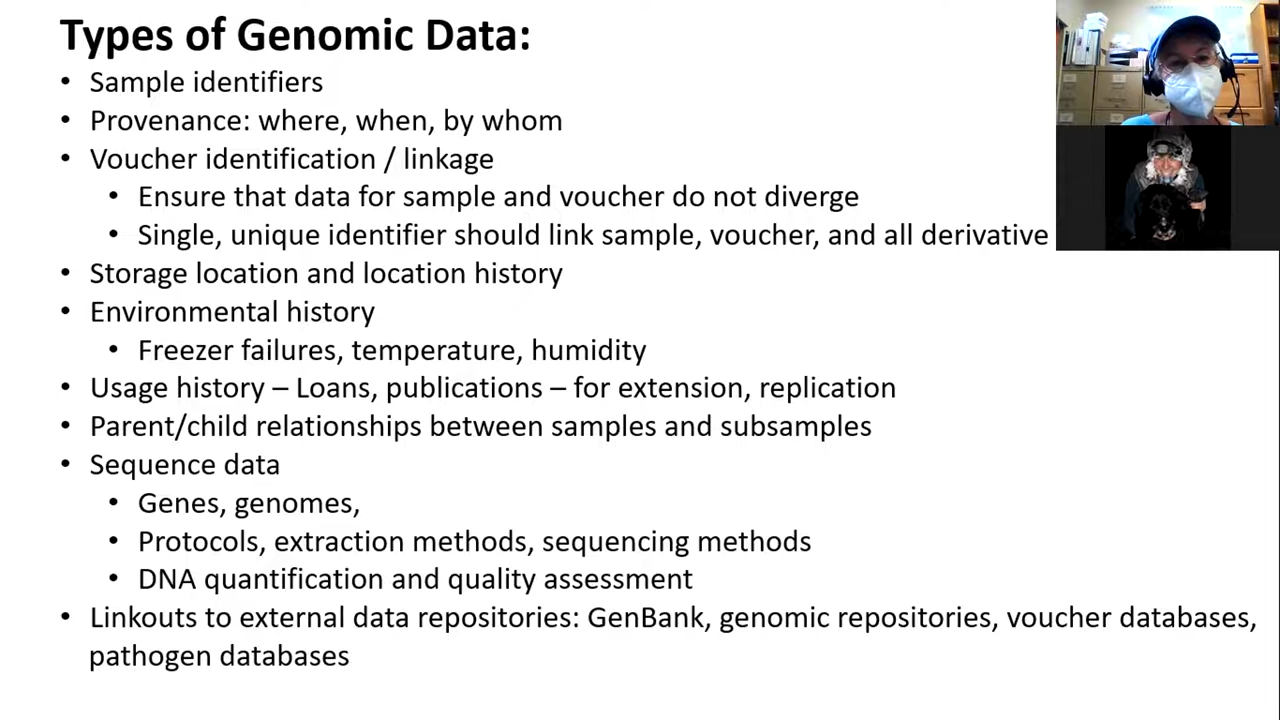 Types of Genomic Data:
• Sample identifiers
• Provenance: where, when, by whom
• Voucher identification / linkage
• Ensure that data for sample and voucher do not diverge
• Single, unique identifier should link sample, voucher, and all derivative
• Storage location and location history
• Environmental history
• Freezer failures, temperature, humidity
• Usage history – Loans, publications – for extension, replication
• Parent/child relationships between samples and subsamples
• Sequence data
• Genes, genomes,
• Protocols, extraction methods, sequencing methods
• DNA quantification and quality assessment
• Linkouts to external data repositories: GenBank, genomic repositories, voucher databases,
pathogen databases